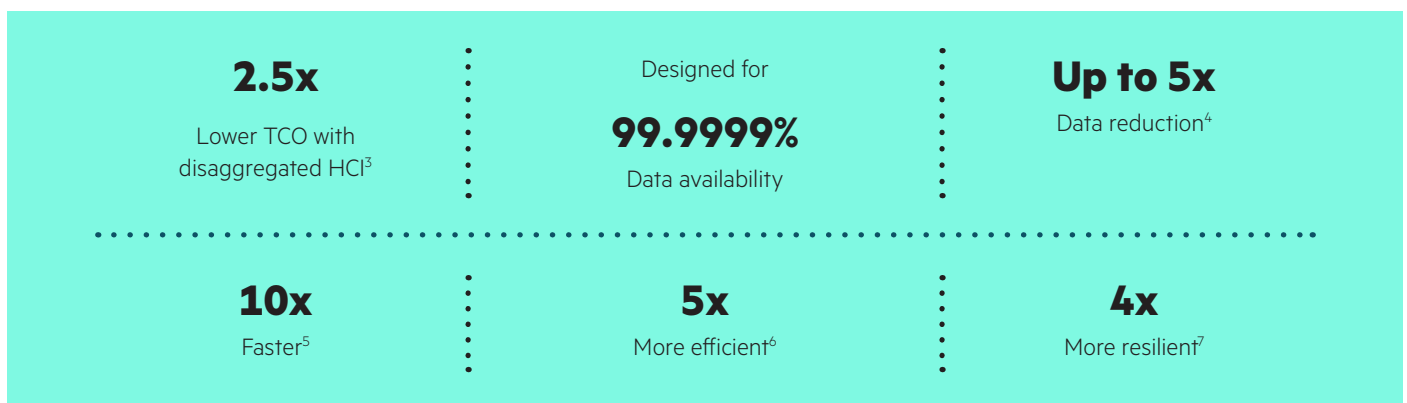 2.5x
Lower TCO with
disaggregated HCI³
Designed for
99.9999%
Data availability
Up to 5x
Data reduction⁴
10x
Faster⁵
5x
More efficient⁶
4x
More resilient⁷